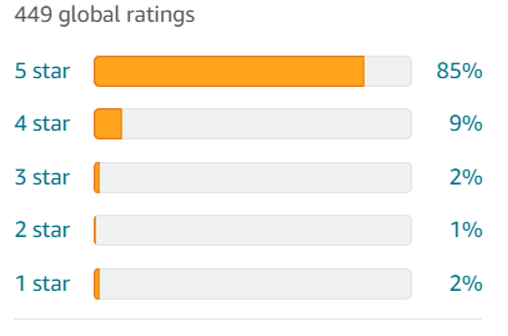 449 global ratings
5 star 85%
4 star 9%
3 star 2%
2 star 1%
1 star 2%